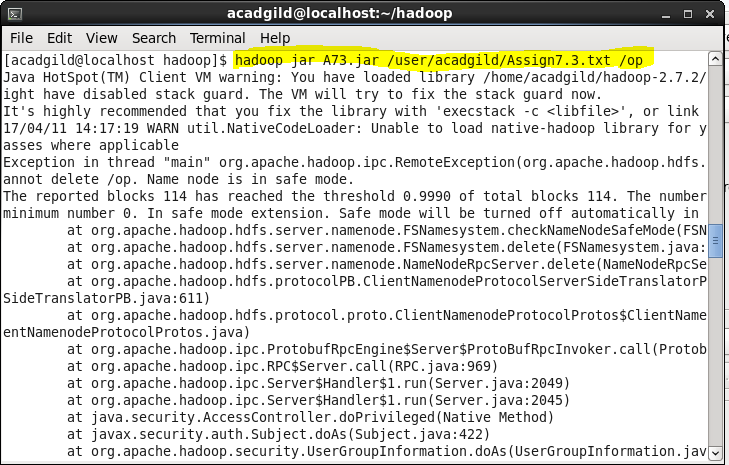 acadgild@localhost:~/hadoop
File Edit View Search Terminal Help
[acadgild@localhost hadoop]$ hadoop jar A73.jar /user/acadgild/Assign7.3.txt /op
Java HotSpot(TM) Client VM warning: You have loaded library /home/acadgild/hadoop-2.7.2/
ight have disabled stack guard. The VM will try to fix the stack guard now.
It's highly recommended that you fix the library with 'execstack -c <libfile>', or link
17/04/11 14:17:19 WARN util.NativeCodeLoader: Unable to load native-hadoop library for y
asses where applicable
Exception in thread "main" org.apache.hadoop.ipc.RemoteException(org.apache.hadoop.hdfs.
annot delete /op. Name node is in safe mode.
The reported blocks 114 has reached the threshold 0.9990 of total blocks 114. The number
minimum number 0. In safe mode extension. Safe mode will be turned off automatically in
at org.apache.hadoop.hdfs.server.namenode.FSNamesystem.checkNameNodeSafeMode(FSN
at org.apache.hadoop.hdfs.server.namenode.FSNamesystem.delete(FSNamesystem.java:
at org.apache.hadoop.hdfs.server.namenode.NameNodeRpcServer.delete(NameNodeRpcSe
at org.apache.hadoop.hdfs.protocolPB.ClientNamenodeProtocolServerSideTranslatorP
SideTranslatorPB.java:611)
at org.apache.hadoop.hdfs.protocol.proto.ClientNamenodeProtocolProtos$ClientName
entNamenodeProtocolProtos.java)
at org.apache.hadoop.ipc.ProtobufRpcEngine$Server$ProtoBufRpcInvoker.call(Protob
at org.apache.hadoop.ipc.RPC$Server.call(RPC.java:969)
at org.apache.hadoop.ipc.Server$Handler$1.run(Server.java:2049)
at org.apache.hadoop.ipc.Server$Handler$1.run(Server.java:2045)
at java.security.AccessController.doPrivileged(Native Method)
at javax.security.auth.Subject.doAs(Subject.java:422)
at org.apache.hadoop.security.UserGroupInformation.doAs(UserGroupInformation.jav